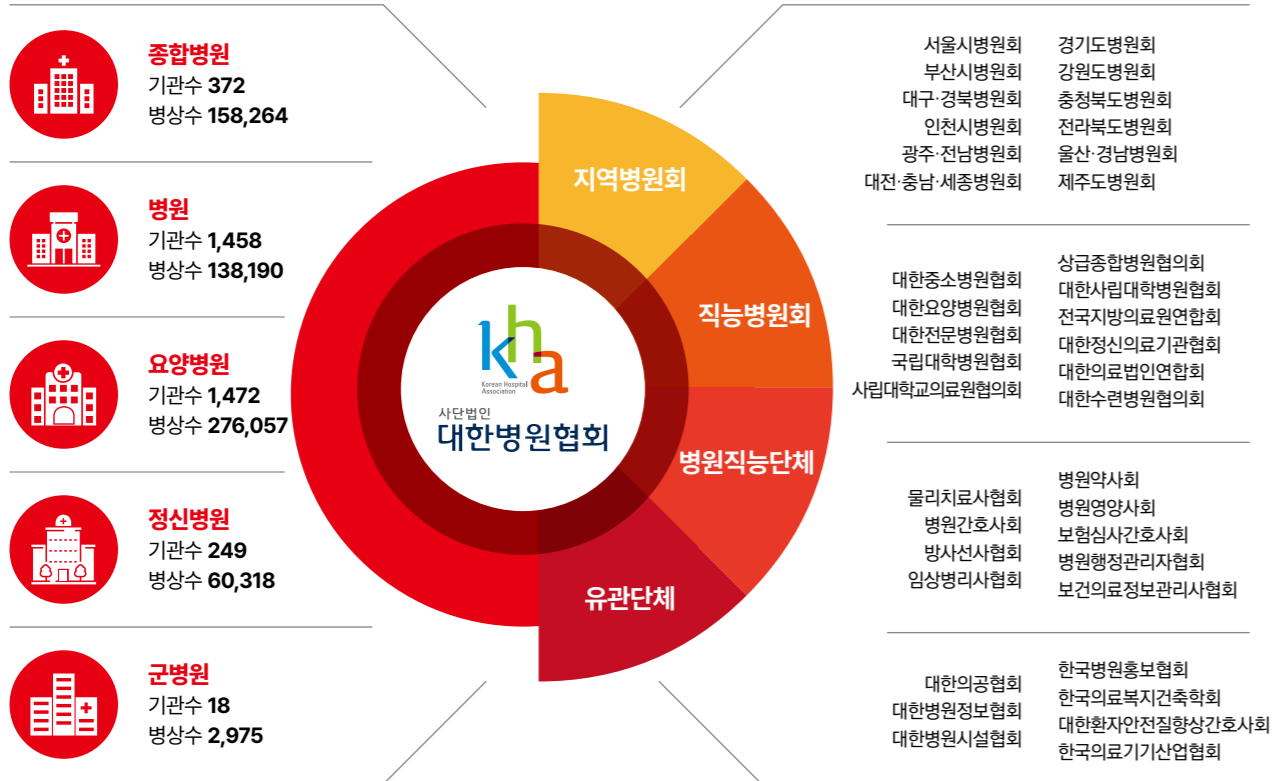 종합병원
기관수 372
병상수 158,264
병원
기관수 1,458
병상수 138,190
요양병원
기관수 1,472
병상수 276,057
정신병원
기관수 249
병상수 60,318
군병원
기관수 18
병상수 2,975
kha
Korean Hospital
Association
사단법인
대한병원협회
지역병원회
직능병원회
병원직능단체
유관단체
서울시병원회
부산시병원회
대구·경북병원회
인천시병원회
광주·전남병원회
대전·충남·세종병원회
경기도병원회
강원도병원회
충청북도병원회
전라북도병원회
울산·경남병원회
제주도병원회
대한중소병원협회
대한요양병원협회
대한전문병원협회
국립대학병원협회
사립대학교의료원협의회
상급종합병원협의회
대한사립대학병원협회
전국지방의료원연합회
대한정신의료기관협회
대한의료법인연합회
대한수련병원협의회
물리치료사협회
병원간호사회
방사선사협회
임상병리사협회
병원약사회
병원영양사회
보험심사간호사회
병원행정관리자협회
보건의료정보관리사협회
대한의공협회
대한병원정보협회
대한병원시설협회
한국병원홍보협회
한국의료복지건축학회
대한환자안전질향상간호사회
한국의료기기산업협회